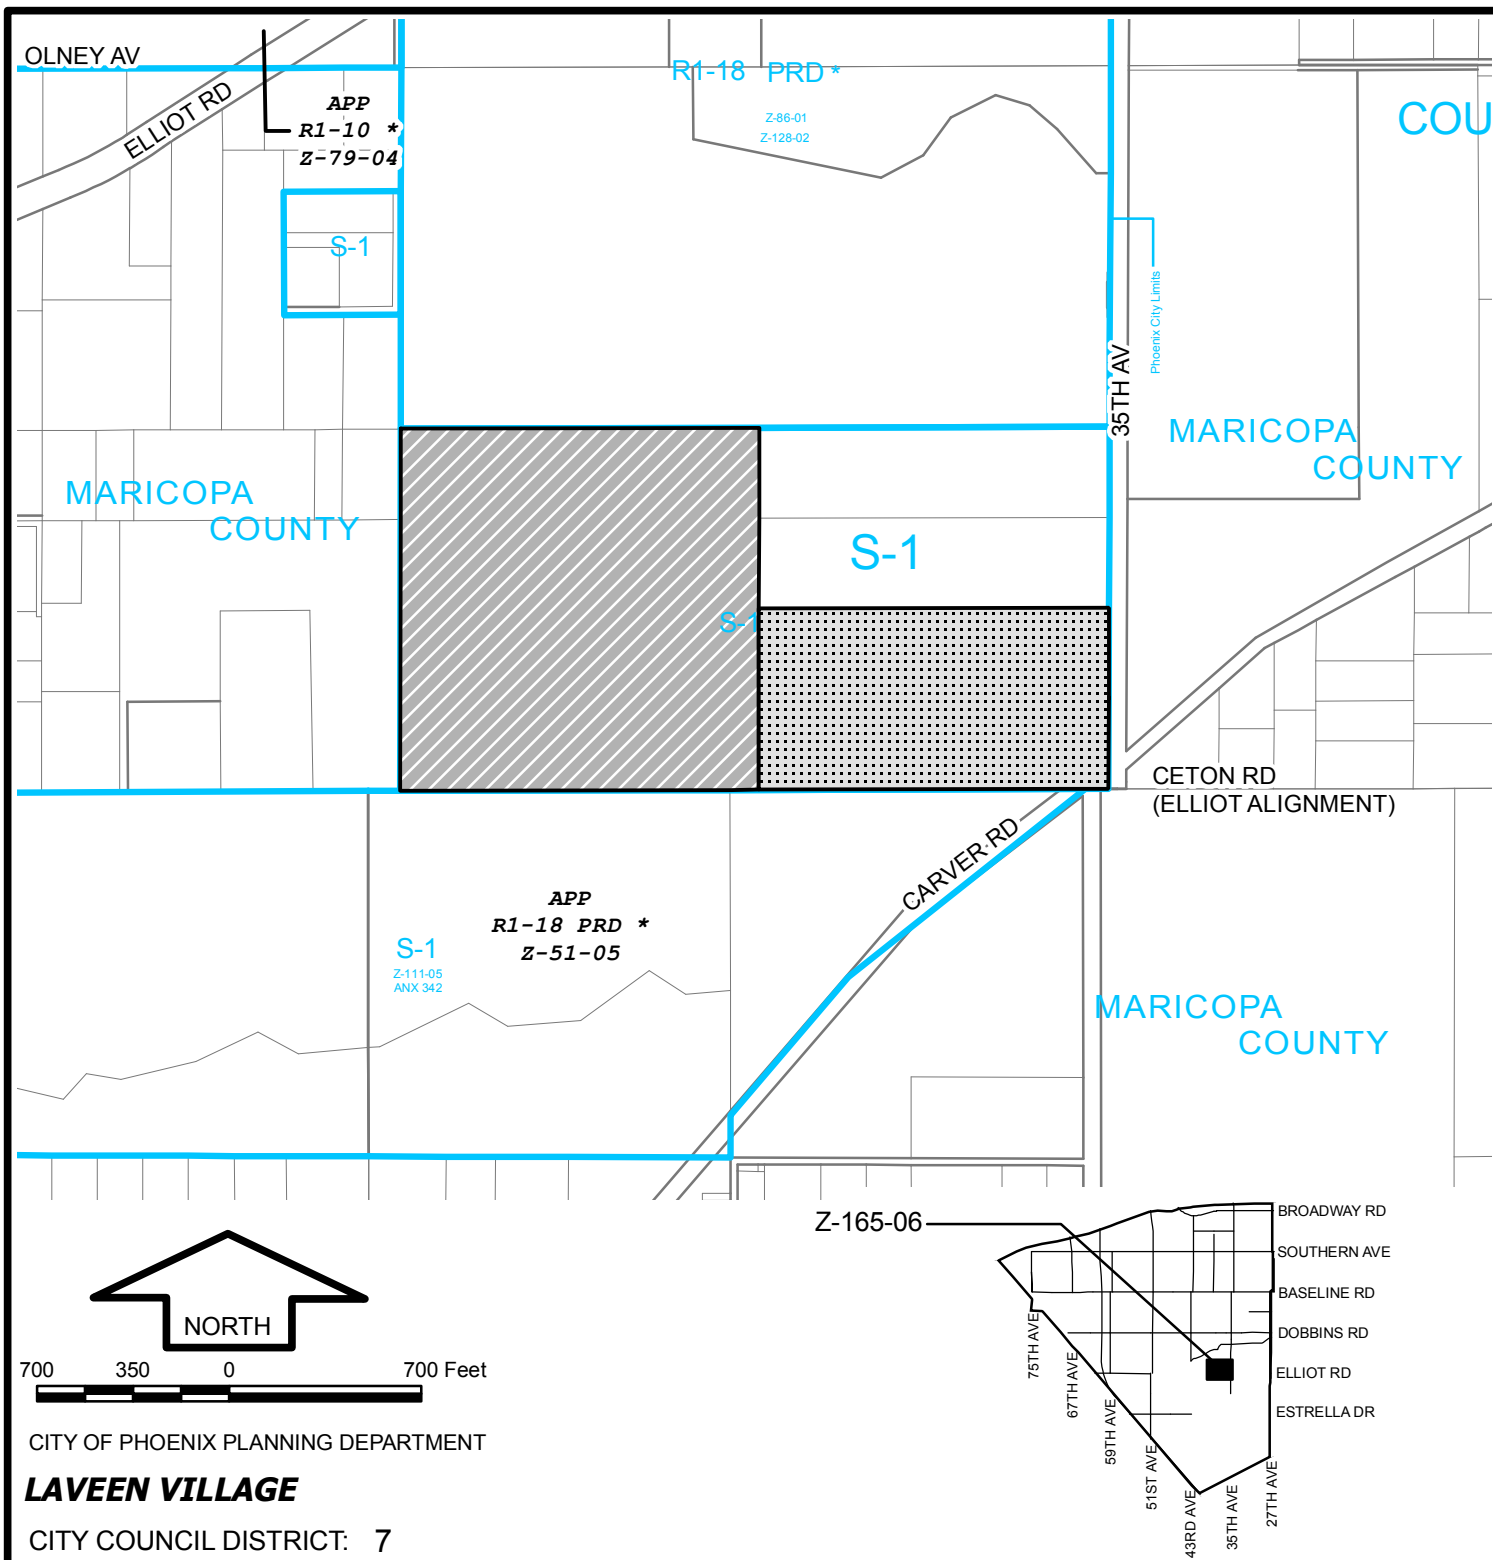 OLNEY AV
ELLIOT RD
APP
R1-10 *
Z-79-04
R1-18 PRD *
Z-86-01
Z-128-02
COU
S-1
Phoenix City Limits
35TH AV
MARICOPA
COUNTY
MARICOPA
COUNTY
S-1
S-1
CETON RD
(ELLIOT ALIGNMENT)
CARVER RD
APP
R1-18 PRD *
Z-51-05
S-1
Z-111-05
ANX 342
MARICOPA
COUNTY
Z-165-06
BROADWAY RD
SOUTHERN AVE
BASELINE RD
DOBBINS RD
ELLIOT RD
ESTRELLA DR
75TH AVE
67TH AVE
59TH AVE
51ST AVE
43RD AVE
35TH AVE
27TH AVE
NORTH
700 350 0 700 Feet
CITY OF PHOENIX PLANNING DEPARTMENT
LAVEEN VILLAGE
CITY COUNCIL DISTRICT: 7